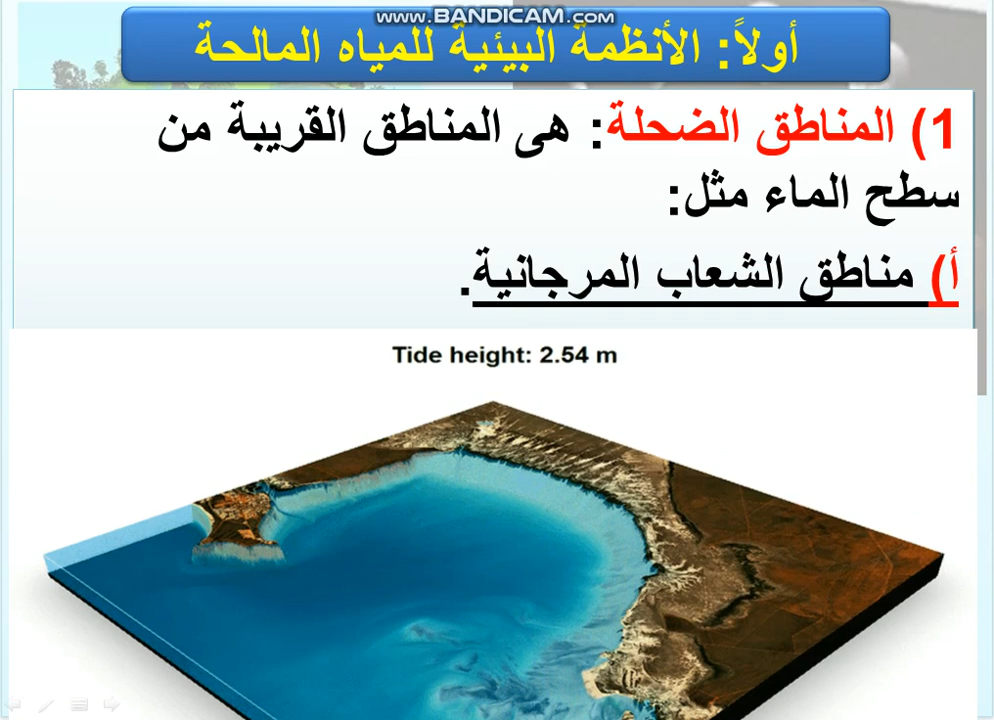 www.BANDICAM.com
أولاً: الأنظمة البيئية للمياه المالحة
1) المناطق الضحلة: هى المناطق القريبة من
سطح الماء مثل:
أ) مناطق الشعاب المرجانية.
Tide height: 2.54 m